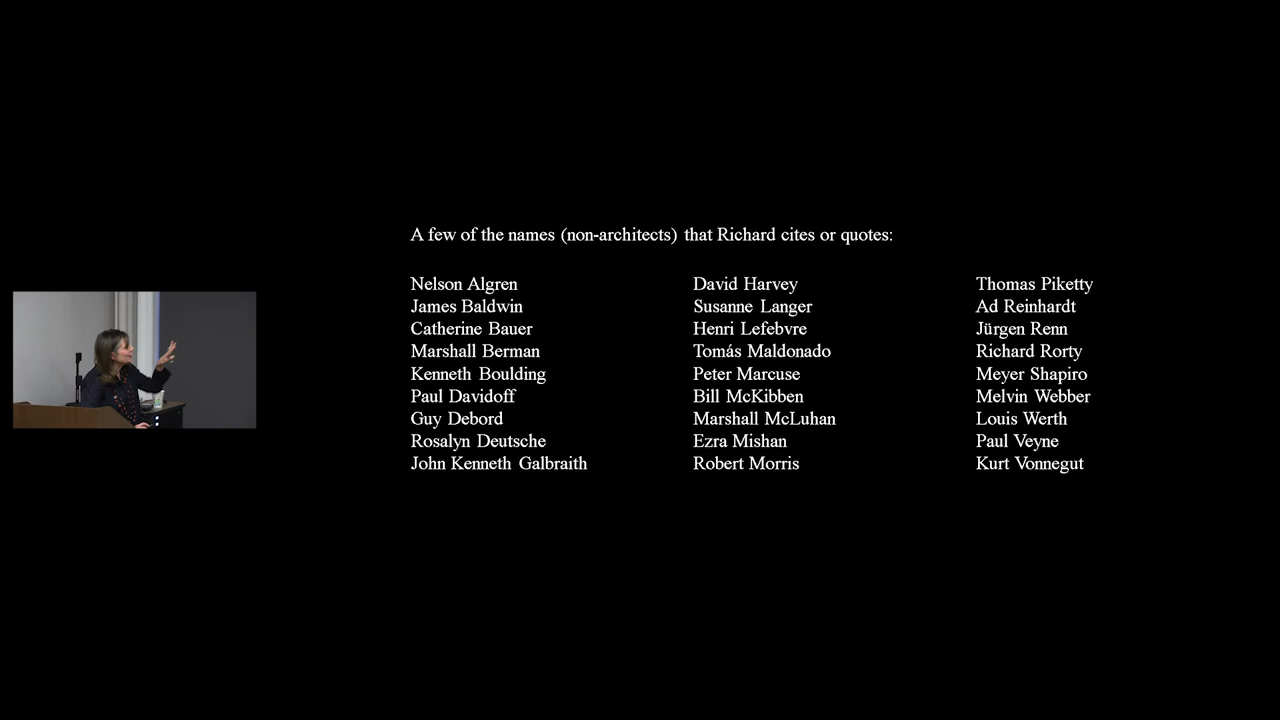 A few of the names (non-architects) that Richard cites or quotes:
Nelson Algren
James Baldwin
Catherine Bauer
Marshall Berman
Kenneth Boulding
Paul Davidoff
Guy Debord
Rosalyn Deutsche
John Kenneth Galbraith
David Harvey
Susanne Langer
Henri Lefebvre
Tomás Maldonado
Peter Marcuse
Bill McKibben
Marshall McLuhan
Ezra Mishan
Robert Morris
Thomas Piketty
Ad Reinhardt
Jürgen Renn
Richard Rorty
Meyer Shapiro
Melvin Webber
Louis Werth
Paul Veyne
Kurt Vonnegut